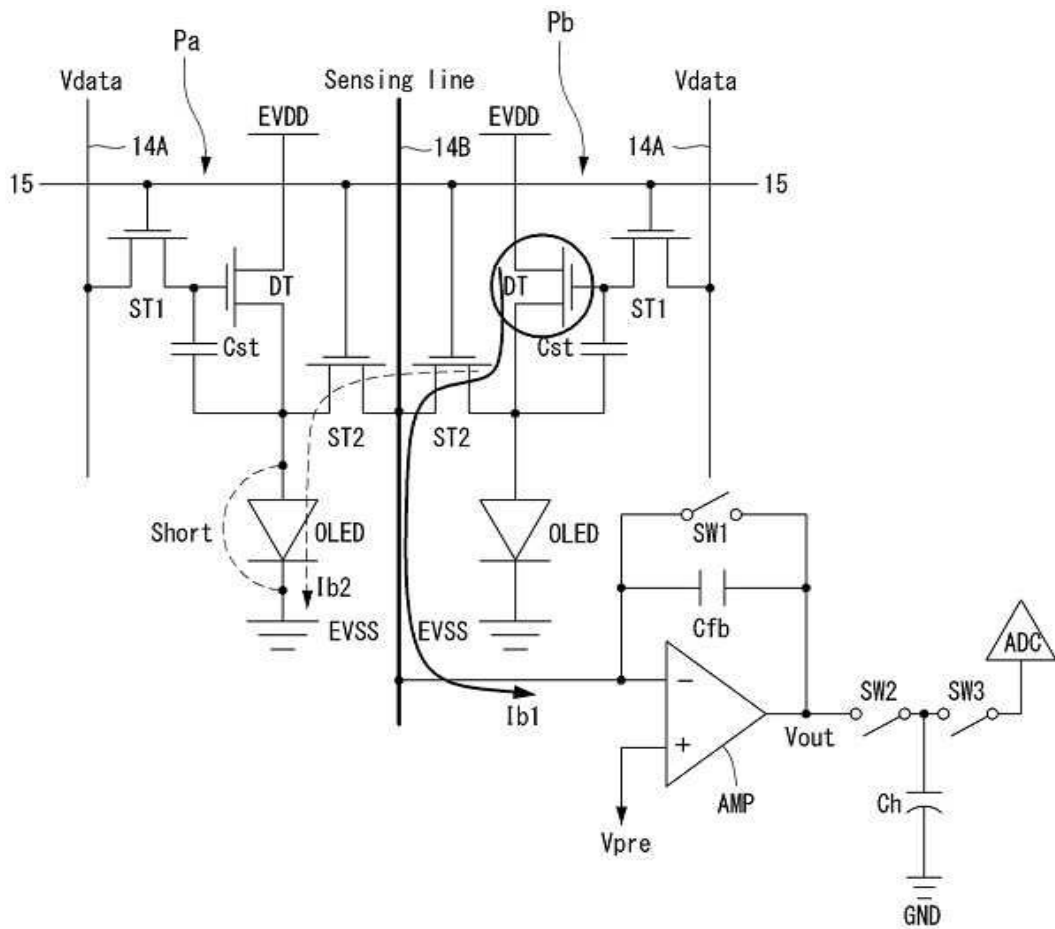 Pa
Pb
Vdata
Sensing line
Vdata
EVDD
EVDD
14A
14B
14A
15
15
DT
DT
ST1
ST1
Cst
Cst
ST2
ST2
Short
OLED
OLED
SW1
Ib2
Cfb
EVSS
EVSS
ADC
−
SW2
SW3
Ib1
Vout
+
AMP
Ch
Vpre
GND